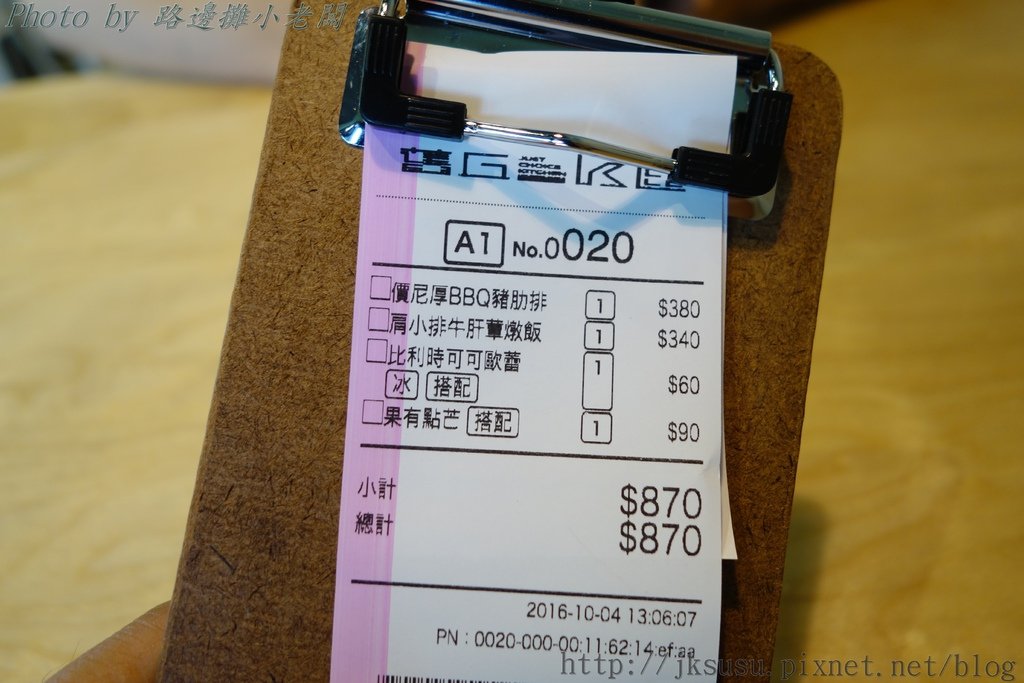 Photo by 路邊攤小老闆
舊G
JUST
CHOICE
KITCHEN
A1 No.0020
價尼厚BBQ豬肋排 1 $380
肩小排牛肝蕈燉飯 1 $340
比利時可可歐蕾 1
冰 搭配 $60
果有點芒 搭配 1 $90
小計 $870
總計 $870
2016-10-04 13:06:07
PN : 0020-000-00:11:62:14:ef:aa
http://jksusu.pixnet.net/blog